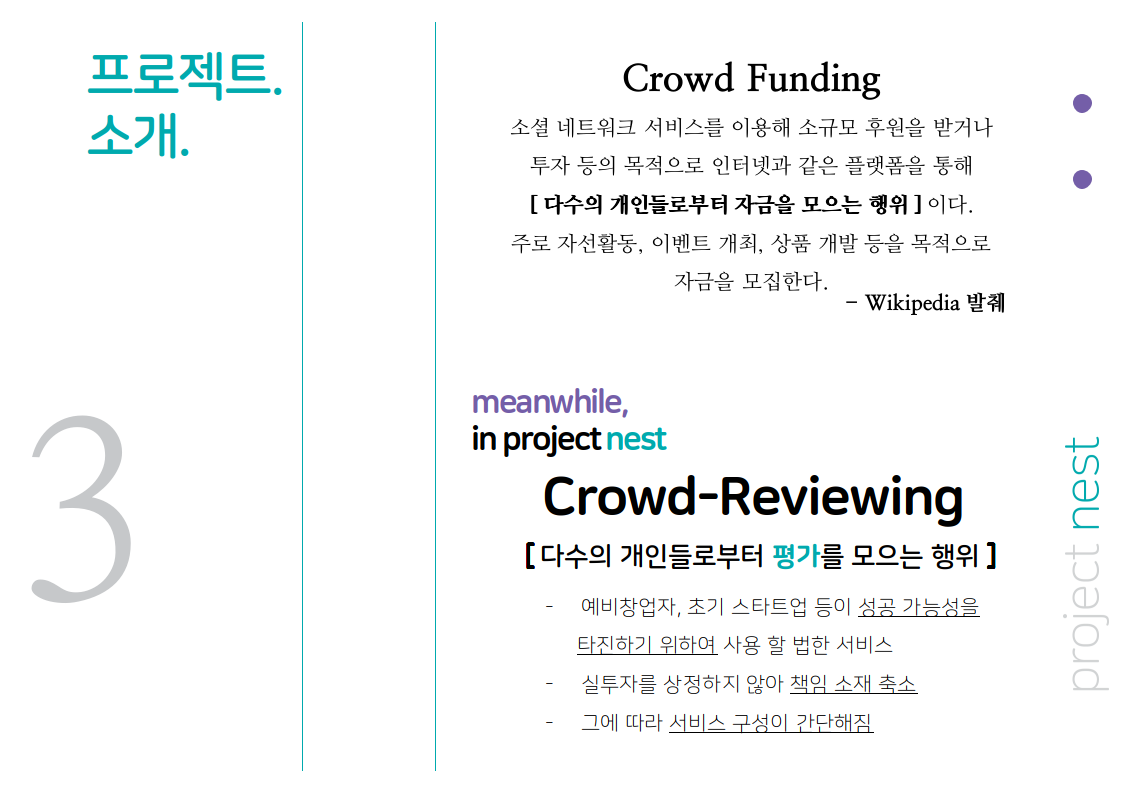 프로젝트.
소개.
3
Crowd Funding
소셜 네트워크 서비스를 이용해 소규모 후원을 받거나
투자 등의 목적으로 인터넷과 같은 플랫폼을 통해
[ 다수의 개인들로부터 자금을 모으는 행위 ] 이다.
주로 자선활동, 이벤트 개최, 상품 개발 등을 목적으로
자금을 모집한다.
- Wikipedia 발췌
meanwhile,
in project nest
Crowd-Reviewing
[ 다수의 개인들로부터 평가를 모으는 행위 ]
- 예비창업자, 초기 스타트업 등이 성공 가능성을
타진하기 위하여 사용 할 법한 서비스
- 실투자를 상정하지 않아 책임 소재 축소
- 그에 따라 서비스 구성이 간단해짐
project nest